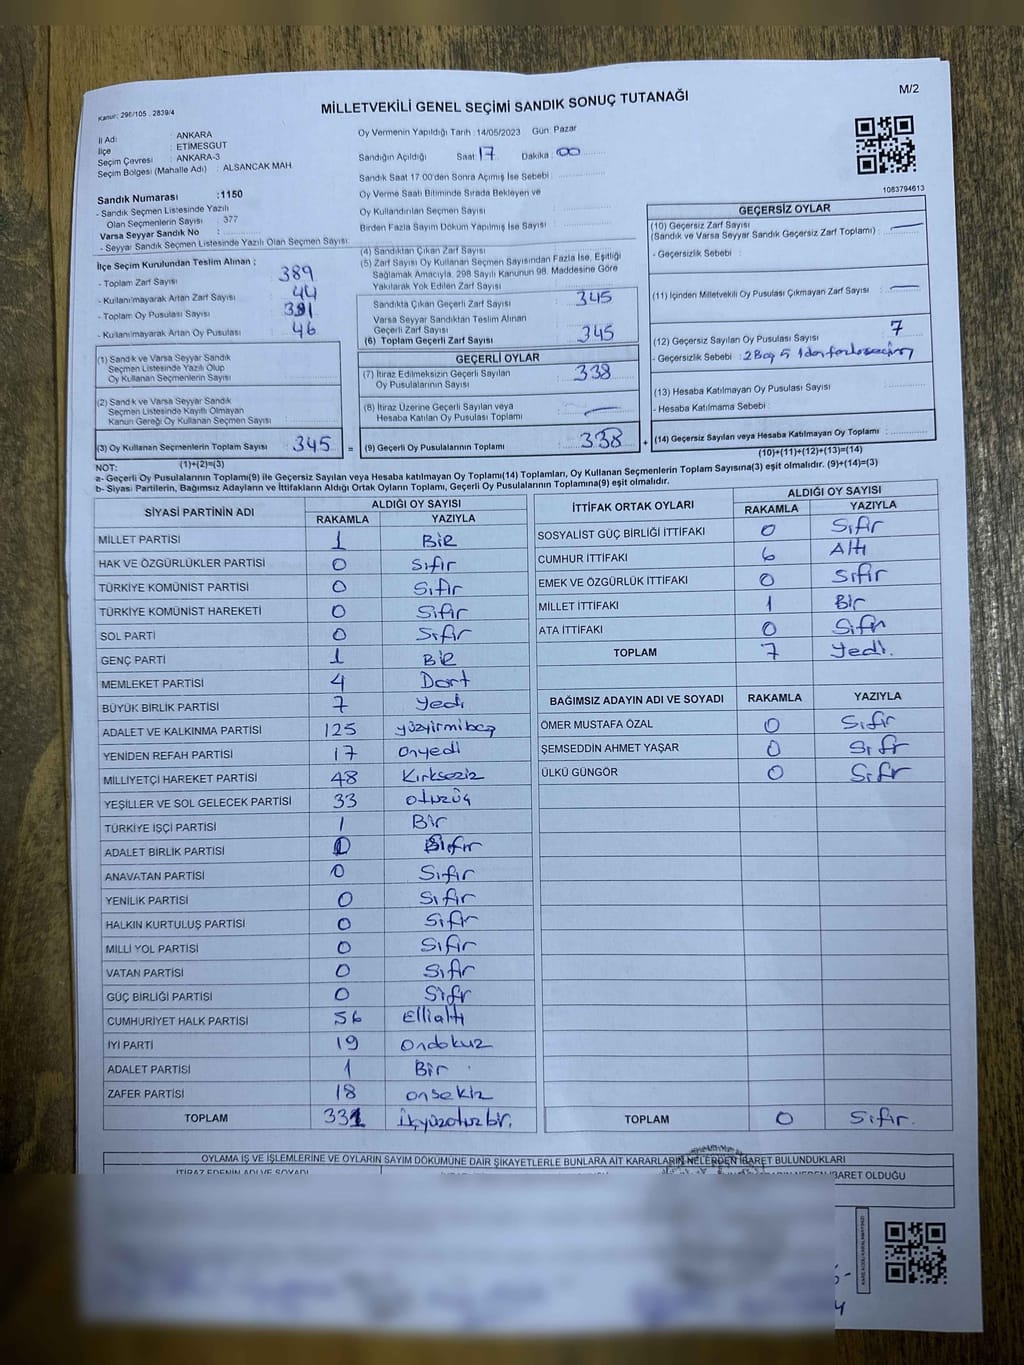 M/2
Kanun: 298/105 . 2839/4
MİLLETVEKİLİ GENEL SEÇİMİ SANDIK SONUÇ TUTANAĞI
İl Adı : ANKARA
İlçe : ETİMESGUT
Seçim Çevresi : ANKARA-3
Seçim Bölgesi (Mahalle Adı) : ALSANCAK MAH.
Sandık Numarası :1150
- Sandık Seçmen Listesinde Yazılı
Olan Seçmenlerin Sayısı : 377
Varsa Seyyar Sandık No :
- Seyyar Sandık Seçmen Listesinde Yazılı Olan Seçmen Sayısı:
Oy Vermenin Yapıldığı Tarih : 14/05/2023 Gün: Pazar
Sandığın Açıldığı Saat: 17 Dakika: 00
Sandık Saat 17.00'den Sonra Açılmış İse Sebebi :
Oy Verme Saati Bitiminde Sırada Bekleyen ve
Oy Kullandırılan Seçmen Sayısı :
Birden Fazla Sayım Döküm Yapılmış İse Sayısı :
1083794613
İlçe Seçim Kurulundan Teslim Alınan ;
- Toplam Zarf Sayısı : 389
- Kullanılmayarak Artan Zarf Sayısı : 44
- Toplam Oy Pusulası Sayısı : 391
- Kullanılmayarak Artan Oy Pusulası : 46
(1) Sandık ve Varsa Seyyar Sandık
Seçmen Listesinde Yazılı Olup
Oy Kullanan Seçmenlerin Sayısı :
(2) Sandık ve Varsa Seyyar Sandık
Seçmen Listesinde Kayıtlı Olmayan
Kanun Gereği Oy Kullanan Seçmen Sayısı :
(3) Oy Kullanan Seçmenlerin Toplam Sayısı : 345 =
(1)+(2)=(3)
(4) Sandıktan Çıkan Zarf Sayısı :
(5) Zarf Sayısı Oy Kullanan Seçmen Sayısından Fazla İse, Eşitliği
Sağlamak Amacıyla, 298 Sayılı Kanunun 98. Maddesine Göre
Yakılarak Yok Edilen Zarf Sayısı :
Sandıkta Çıkan Geçerli Zarf Sayısı : 345
Varsa Seyyar Sandıktan Teslim Alınan
Geçerli Zarf Sayısı :
(6) Toplam Geçerli Zarf Sayısı : 345
GEÇERLİ OYLAR
(7) İtiraz Edilmeksizin Geçerli Sayılan
Oy Pusulalarının Sayısı : 338
(8) İtiraz Üzerine Geçerli Sayılan veya
Hesaba Katılan Oy Pusulası Toplamı : —
(9) Geçerli Oy Pusulalarının Toplamı : 338 +
GEÇERSİZ OYLAR
(10) Geçersiz Zarf Sayısı
(Sandık ve Varsa Seyyar Sandık Geçersiz Zarf Toplamı) : —
- Geçersizlik Sebebi :
(11) İçinden Milletvekili Oy Pusulası Çıkmayan Zarf Sayısı : —
(12) Geçersiz Sayılan Oy Pusulası Sayısı : 7
- Geçersizlik Sebebi : 2 Boş 5 1den fazla seçim
(13) Hesaba Katılmayan Oy Pusulası Sayısı :
- Hesaba Katılmama Sebebi :
(14) Geçersiz Sayılan veya Hesaba Katılmayan Oy Toplamı :
(10)+(11)+(12)+(13)=(14)
NOT:
a- Geçerli Oy Pusulalarının Toplamı(9) ile Geçersiz Sayılan veya Hesaba katılmayan Oy Toplamı(14) Toplamları, Oy Kullanan Seçmenlerin Toplam Sayısına(3) eşit olmalıdır. (9)+(14)=(3)
b- Siyasi Partilerin, Bağımsız Adayların ve İttifakların Aldığı Ortak Oyların Toplamı, Geçerli Oy Pusulalarının Toplamına(9) eşit olmalıdır.
SİYASİ PARTİNİN ADI ALDIĞI OY SAYISI
RAKAMLA YAZIYLA
MİLLET PARTİSİ 1 Bir
HAK VE ÖZGÜRLÜKLER PARTİSİ 0 Sıfır
TÜRKİYE KOMÜNİST PARTİSİ 0 Sıfır
TÜRKİYE KOMÜNİST HAREKETİ 0 Sıfır
SOL PARTİ 0 Sıfır
GENÇ PARTİ 1 Bir
MEMLEKET PARTİSİ 4 Dört
BÜYÜK BİRLİK PARTİSİ 7 Yedi
ADALET VE KALKINMA PARTİSİ 125 yüzyirmibeş
YENİDEN REFAH PARTİSİ 17 onyedi
MİLLİYETÇİ HAREKET PARTİSİ 48 Kırksekiz
YEŞİLLER VE SOL GELECEK PARTİSİ 33 otuzüç
TÜRKİYE İŞÇİ PARTİSİ 1 Bir
ADALET BİRLİK PARTİSİ 0 Sıfır
ANAVATAN PARTİSİ 0 Sıfır
YENİLİK PARTİSİ 0 Sıfır
HALKIN KURTULUŞ PARTİSİ 0 Sıfır
MİLLİ YOL PARTİSİ 0 Sıfır
VATAN PARTİSİ 0 Sıfır
GÜÇ BİRLİĞİ PARTİSİ 0 Sıfır
CUMHURİYET HALK PARTİSİ 56 Ellialtı
İYİ PARTİ 19 Ondokuz
ADALET PARTİSİ 1 Bir
ZAFER PARTİSİ 18 onsekiz
TOPLAM 331 üçyüzotuzbir.
İTTİFAK ORTAK OYLARI ALDIĞI OY SAYISI
RAKAMLA YAZIYLA
SOSYALİST GÜÇ BİRLİĞİ İTTİFAKI 0 Sıfır
CUMHUR İTTİFAKI 6 Altı
EMEK VE ÖZGÜRLÜK İTTİFAKI 0 Sıfır
MİLLET İTTİFAKI 1 Bir
ATA İTTİFAKI 0 Sıfır
TOPLAM 7 Yedi.
BAĞIMSIZ ADAYIN ADI VE SOYADI RAKAMLA YAZIYLA
ÖMER MUSTAFA ÖZAL 0 Sıfır
ŞEMSEDDİN AHMET YAŞAR 0 Sıfır
ÜLKÜ GÜNGÖR 0 Sıfır
TOPLAM 0 Sıfır.
OYLAMA İŞ VE İŞLEMLERİNE VE OYLARIN SAYIM DÖKÜMÜNE DAİR ŞİKAYETLERLE BUNLARA AİT KARARLARIN NELERDEN İBARET BULUNDUKLARI
İTİRAZ EDENİN ADI VE SOYADI NEDEN İBARET OLDUĞU